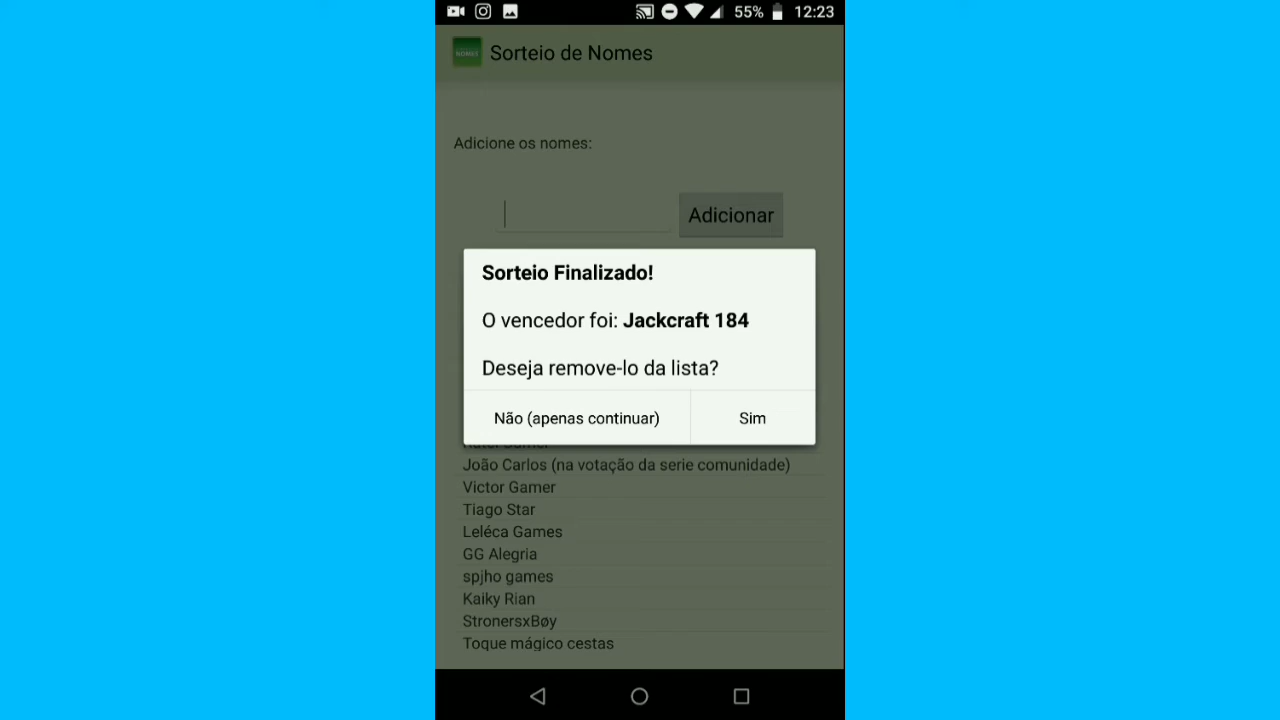 55% 12:23
NOMES Sorteio de Nomes
Adicione os nomes:
Adicionar
Sorteio Finalizado!
O vencedor foi: Jackcraft 184
Deseja remove-lo da lista?
Não (apenas continuar) Sim
João Carlos (na votação da serie comunidade)
Victor Gamer
Tiago Star
Leléca Games
GG Alegria
spjho games
Kaiky Rian
StronersxBøy
Toque mágico cestas